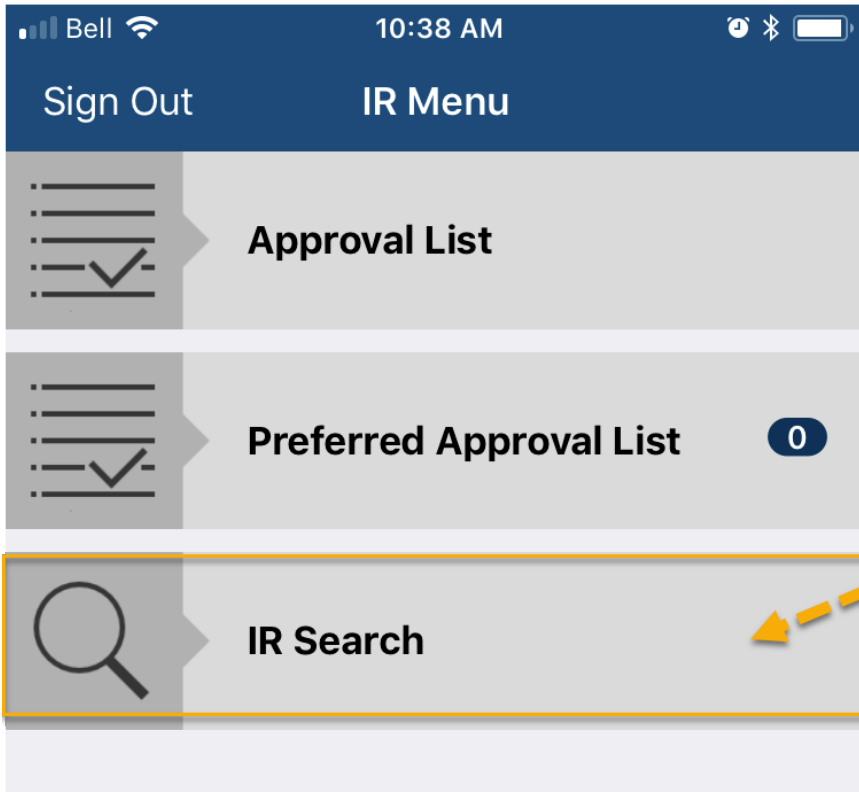 Bell 10:38 AM
Sign Out IR Menu
Approval List
Preferred Approval List 0
IR Search